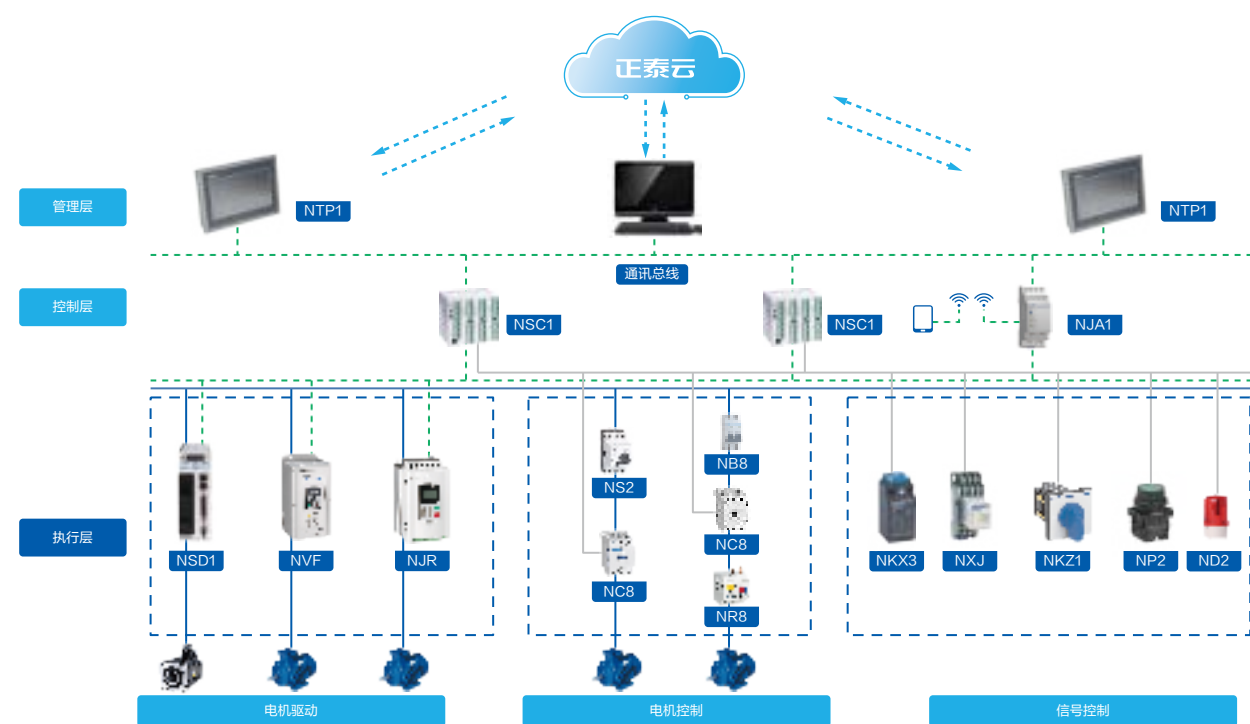 正泰云
管理层
NTP1
NTP1
通讯总线
控制层
NSC1
NSC1
NJA1
执行层
NSD1
NVF
NJR
NS2
NC8
NB8
NC8
NR8
NKX3
NXJ
NKZ1
NP2
ND2
电机驱动
电机控制
信号控制